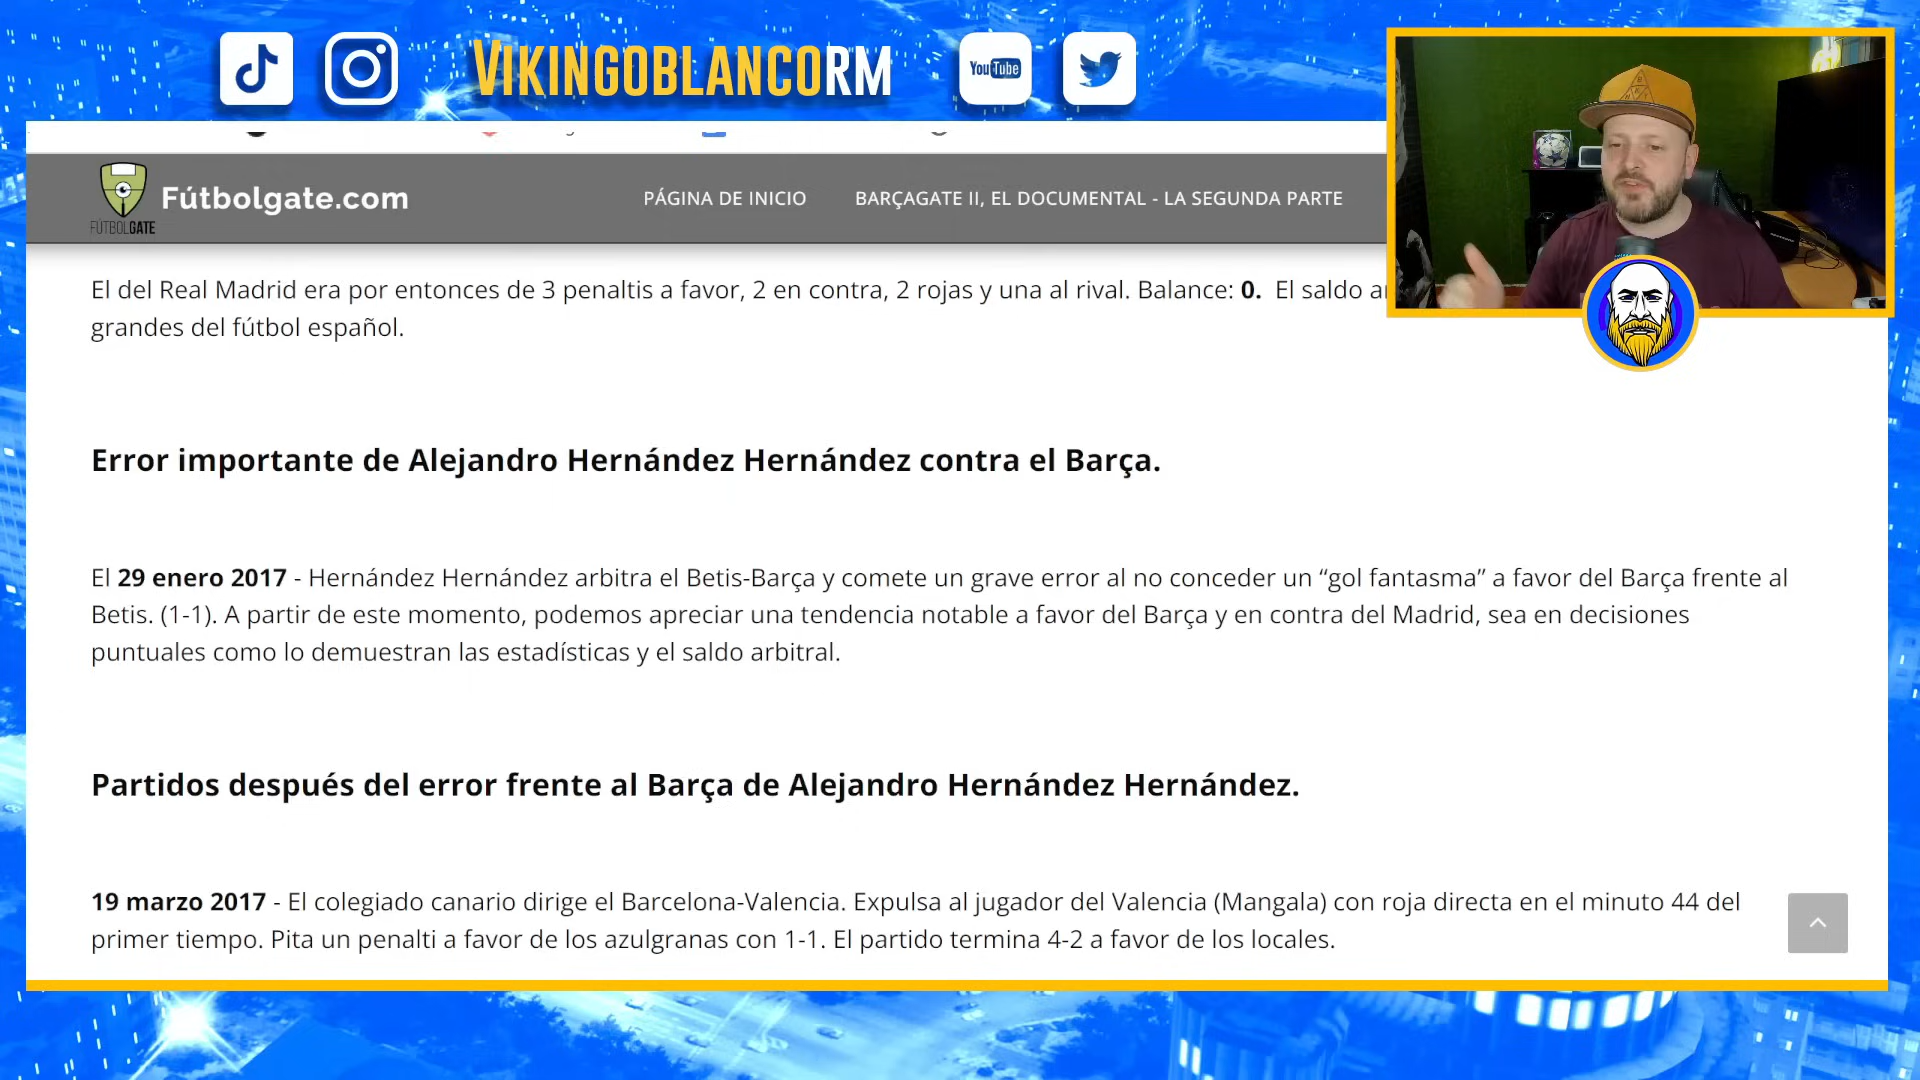 VIKINGOBLANCORM
You Tube
Fútbolgate.com
FÚTBOLGATE
PÁGINA DE INICIO
BARÇAGATE II, EL DOCUMENTAL - LA SEGUNDA PARTE
El del Real Madrid era por entonces de 3 penaltis a favor, 2 en contra, 2 rojas y una al rival. Balance: 0. El saldo
grandes del fútbol español.
Error importante de Alejandro Hernández Hernández contra el Barça.
El 29 enero 2017 - Hernández Hernández arbitra el Betis-Barça y comete un grave error al no conceder un “gol fantasma” a favor del Barça frente al
Betis. (1-1). A partir de este momento, podemos apreciar una tendencia notable a favor del Barça y en contra del Madrid, sea en decisiones
puntuales como lo demuestran las estadísticas y el saldo arbitral.
Partidos después del error frente al Barça de Alejandro Hernández Hernández.
19 marzo 2017 - El colegiado canario dirige el Barcelona-Valencia. Expulsa al jugador del Valencia (Mangala) con roja directa en el minuto 44 del
primer tiempo. Pita un penalti a favor de los azulgranas con 1-1. El partido termina 4-2 a favor de los locales.